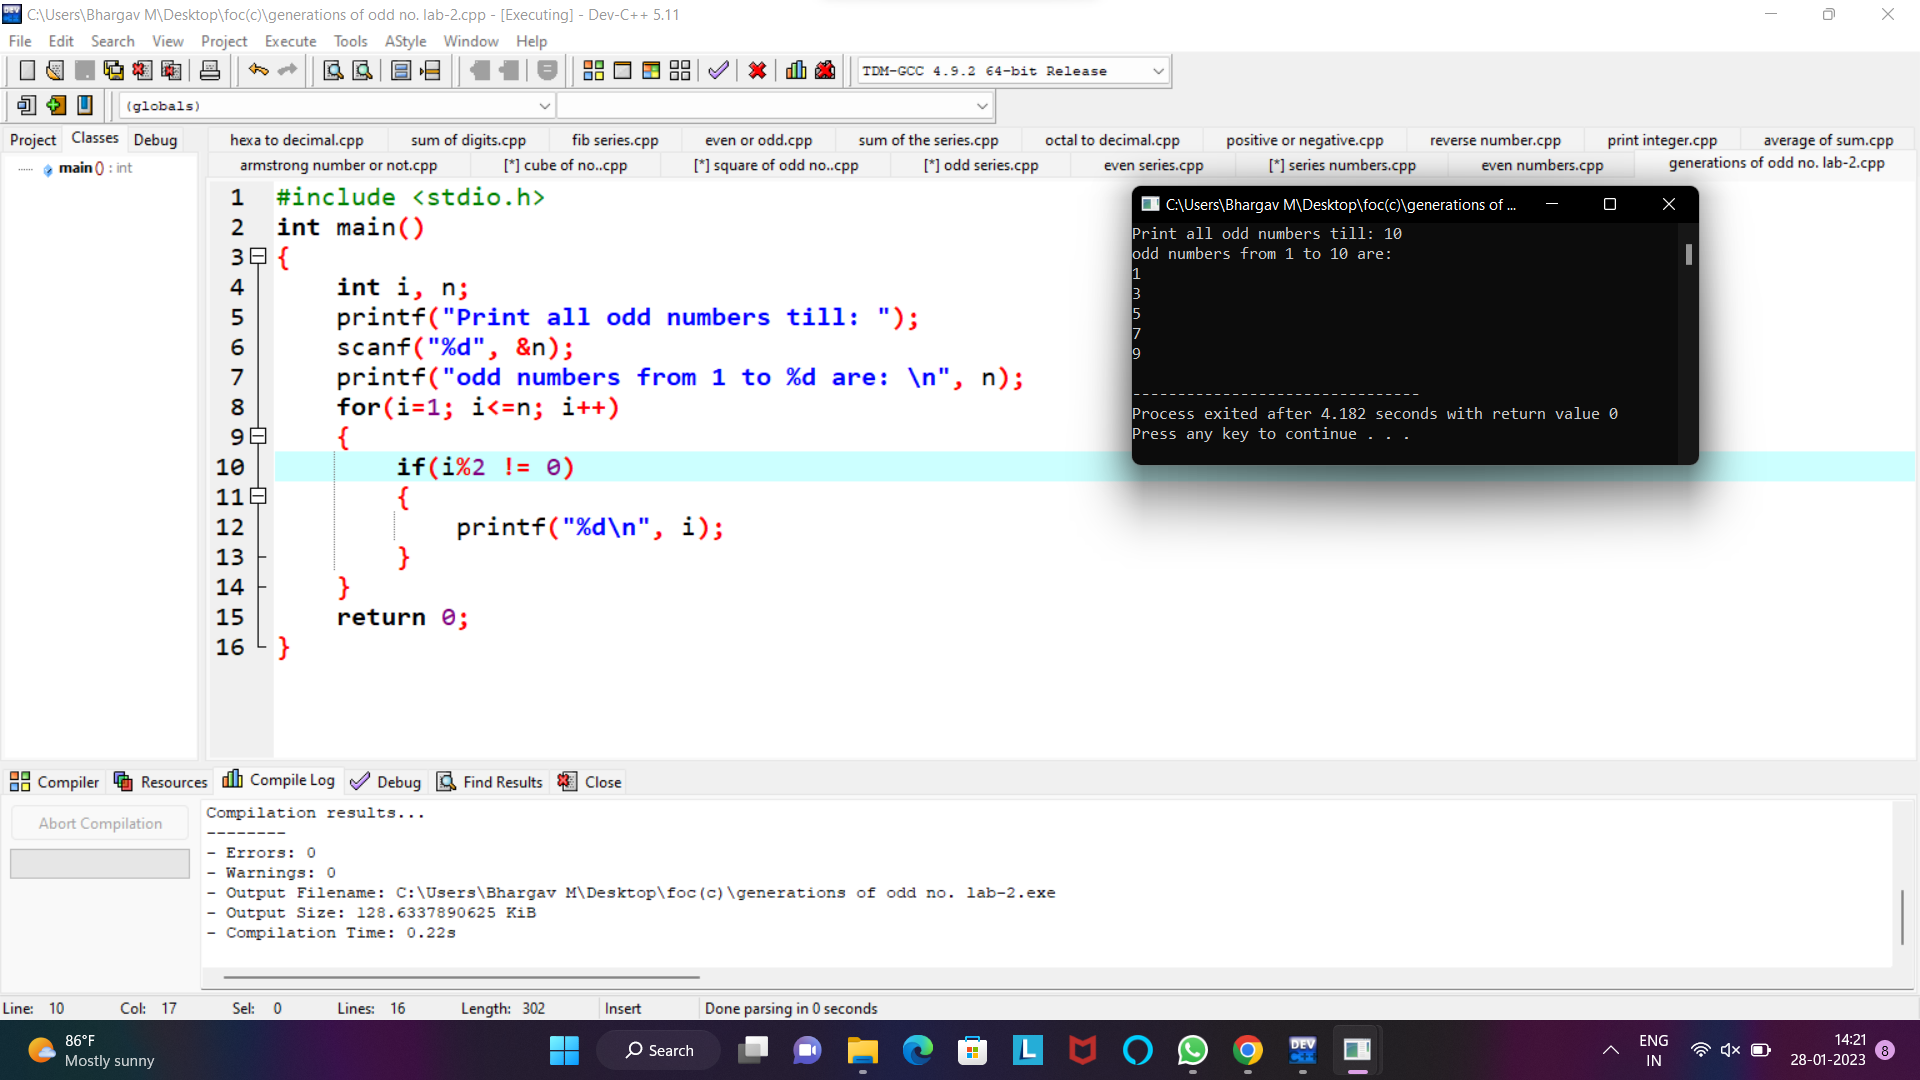 C:\Users\Bhargav M\Desktop\foc(c)\generations of odd no. lab-2.cpp - [Executing] - Dev-C++ 5.11
File Edit Search View Project Execute Tools AStyle Window Help
TDM-GCC 4.9.2 64-bit Release
(globals)
Project Classes Debug
hexa to decimal.cpp sum of digits.cpp fib series.cpp even or odd.cpp sum of the series.cpp octal to decimal.cpp positive or negative.cpp reverse number.cpp print integer.cpp average of sum.cpp
armstrong number or not.cpp [*] cube of no..cpp [*] square of odd no..cpp [*] odd series.cpp even series.cpp [*] series numbers.cpp even numbers.cpp generations of odd no. lab-2.cpp
main () : int
1 #include <stdio.h>
2 int main()
3 {
4 int i, n;
5 printf("Print all odd numbers till: ");
6 scanf("%d", &n);
7 printf("odd numbers from 1 to %d are: \n", n);
8 for(i=1; i<=n; i++)
9 {
10 if(i%2 != 0)
11 {
12 printf("%d\n", i);
13 }
14 }
15 return 0;
16 }
C:\Users\Bhargav M\Desktop\foc(c)\generations of ...
Print all odd numbers till: 10
odd numbers from 1 to 10 are:
1
3
5
7
9
--------------------------------
Process exited after 4.182 seconds with return value 0
Press any key to continue . . .
Compiler Resources Compile Log Debug Find Results Close
Abort Compilation
Compilation results...
--------
- Errors: 0
- Warnings: 0
- Output Filename: C:\Users\Bhargav M\Desktop\foc(c)\generations of odd no. lab-2.exe
- Output Size: 128.6337890625 KiB
- Compilation Time: 0.22s
Line: 10 Col: 17 Sel: 0 Lines: 16 Length: 302 Insert Done parsing in 0 seconds
86°F
Mostly sunny
Search
L
DEV
C++
ENG
IN
14:21
28-01-2023
8